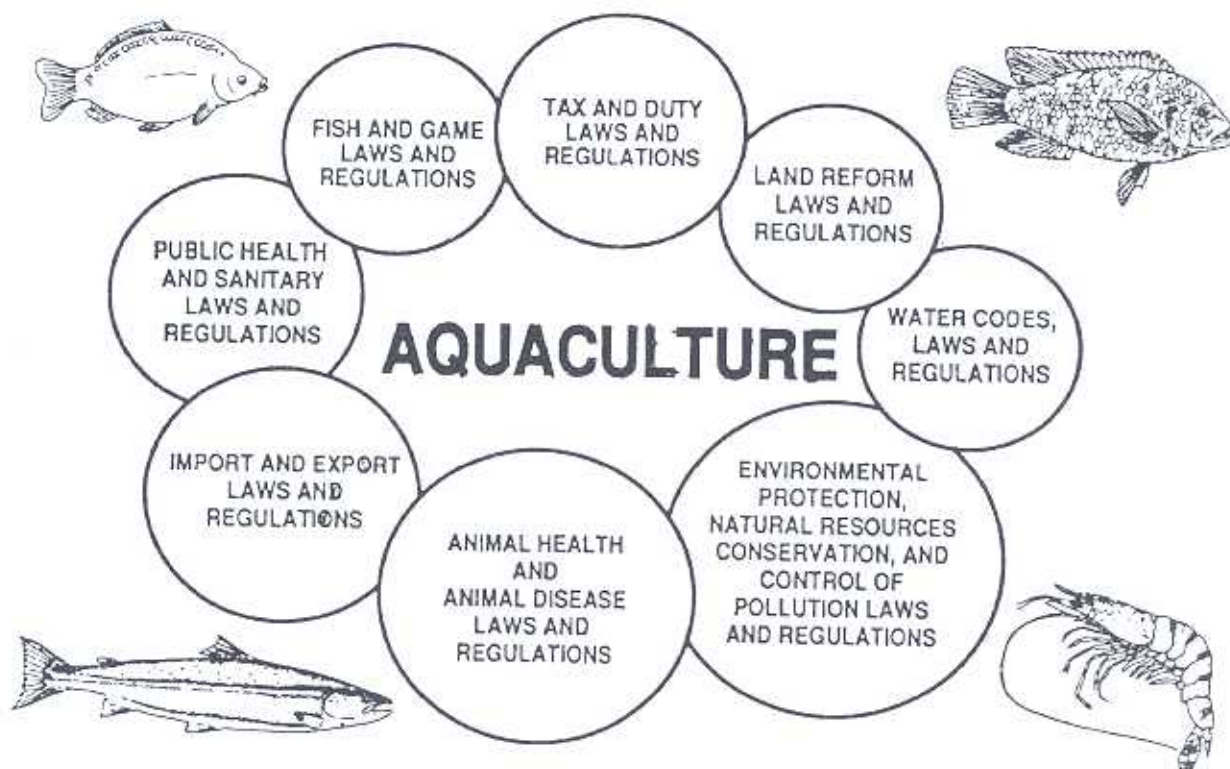 TAX AND DUTY
LAWS AND
REGULATIONS
FISH AND GAME
LAWS AND
REGULATIONS
LAND REFORM
LAWS AND
REGULATIONS
PUBLIC HEALTH
AND SANITARY
LAWS AND
REGULATIONS
AQUACULTURE
WATER CODES,
LAWS AND
REGULATIONS
IMPORT AND EXPORT
LAWS AND
REGULATIONS
ANIMAL HEALTH
AND
ANIMAL DISEASE
LAWS AND
REGULATIONS
ENVIRONMENTAL
PROTECTION,
NATURAL RESOURCES
CONSERVATION, AND
CONTROL OF
POLLUTION LAWS
AND REGULATIONS